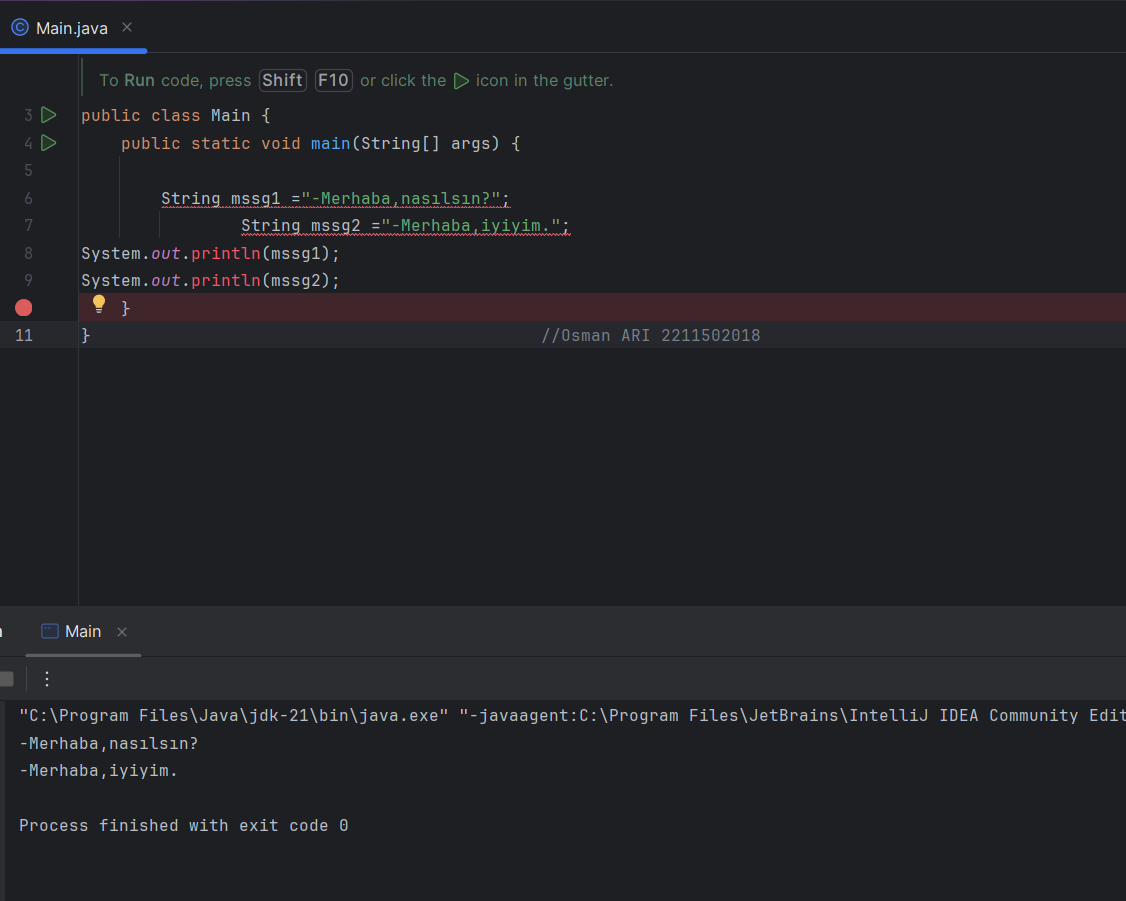 Main.java
To Run code, press Shift F10 or click the icon in the gutter.
3 public class Main {
4 public static void main(String[] args) {
5
6 String mssg1 ="-Merhaba,nasılsın?";
7 String mssg2 ="-Merhaba,iyiyim.";
8 System.out.println(mssg1);
9 System.out.println(mssg2);
}
11 } //Osman ARI 2211502018
Main
"C:\Program Files\Java\jdk-21\bin\java.exe" "-javaagent:C:\Program Files\JetBrains\IntelliJ IDEA Community Edit
-Merhaba,nasılsın?
-Merhaba,iyiyim.
Process finished with exit code 0